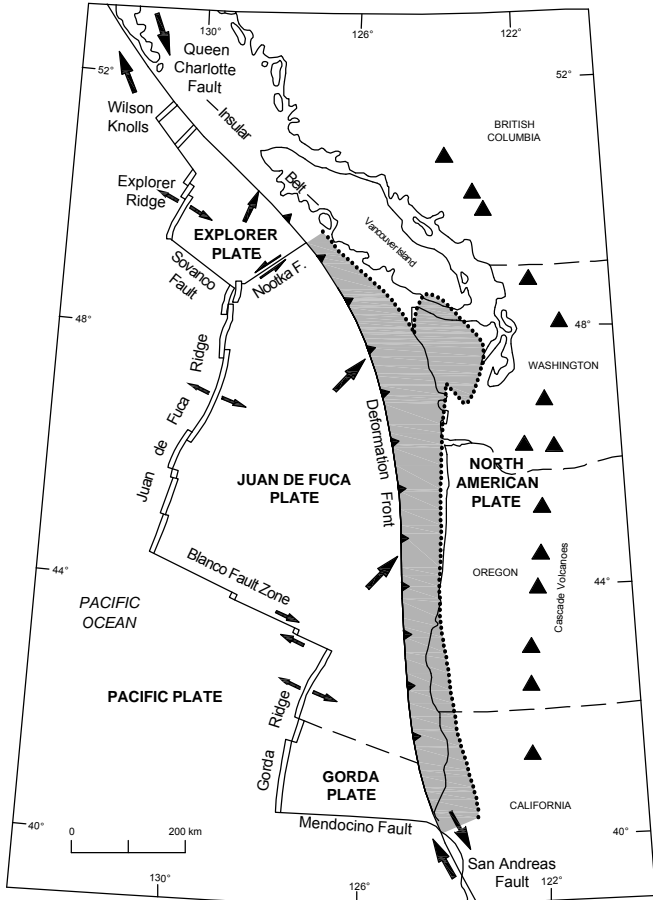 130°
126°
122°
52°
52°
Queen
Charlotte
Fault
Wilson
Knolls
Insular
BRITISH
COLUMBIA
Explorer
Ridge
Belt
EXPLORER
PLATE
Vancouver Island
Sovanco
Fault
Nootka F.
48°
48°
WASHINGTON
Juan de Fuca Ridge
Deformation Front
JUAN DE FUCA
PLATE
NORTH
AMERICAN
PLATE
Blanco Fault Zone
44°
44°
OREGON
Cascade Volcanoes
PACIFIC
OCEAN
PACIFIC PLATE
Gorda Ridge
GORDA
PLATE
CALIFORNIA
40°
40°
0 200 km
Mendocino Fault
San Andreas
Fault
130°
126°
122°